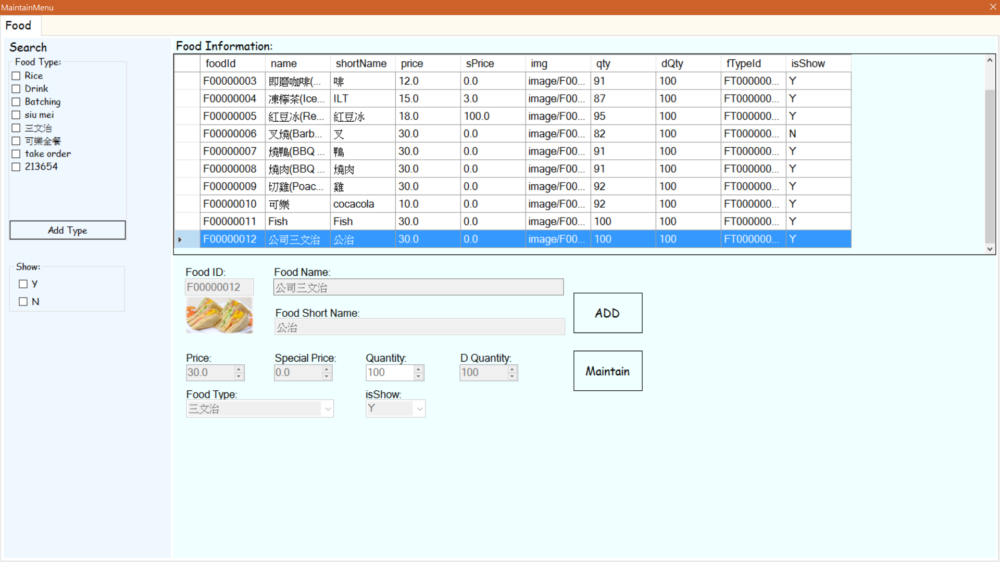 MaintainMenu
Food
Search
Food Type:
Rice
Drink
Batching
siu mei
三文治
可樂全餐
take order
213654
Add Type
Show:
Y
N
Food Information:
foodId name shortName price sPrice img qty dQty fTypeId isShow
F00000003 即磨咖啡(... 啡 12.0 0.0 image/F00... 91 100 FT000000... Y
F00000004 凍檸茶(Ice... ILT 15.0 3.0 image/F00... 87 100 FT000000... Y
F00000005 紅豆冰(Re... 紅豆冰 18.0 100.0 image/F00... 95 100 FT000000... Y
F00000006 叉燒(Barb... 叉 30.0 0.0 image/F00... 82 100 FT000000... N
F00000007 燒鴨(BBQ ... 鴨 30.0 0.0 image/F00... 91 100 FT000000... Y
F00000008 燒肉(BBQ ... 燒肉 30.0 0.0 image/F00... 91 100 FT000000... Y
F00000009 切雞(Poac... 雞 30.0 0.0 image/F00... 92 100 FT000000... Y
F00000010 可樂 cocacola 10.0 0.0 image/F00... 92 100 FT000000... Y
F00000011 Fish Fish 30.0 0.0 image/F00... 100 100 FT000000... Y
F00000012 公司三文治 公治 30.0 0.0 image/F00... 100 100 FT000000... Y
Food ID: Food Name:
F00000012 公司三文治
Food Short Name:
公治
ADD
Price: Special Price: Quantity: D Quantity:
30.0 0.0 100 100
Maintain
Food Type: isShow:
三文治 Y